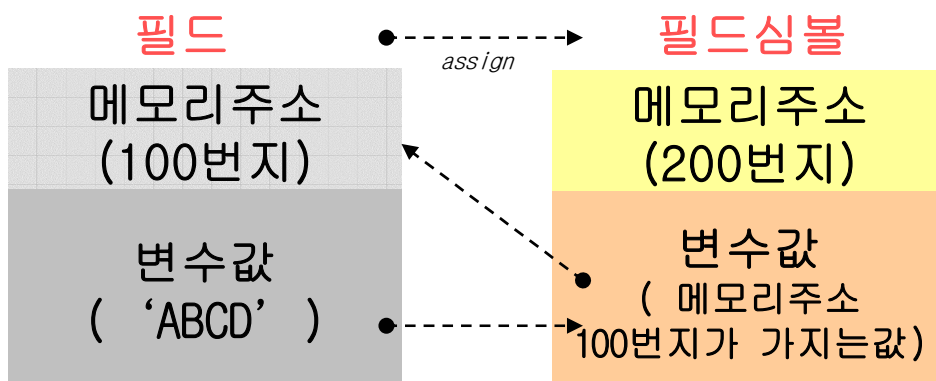 필드
assign
필드심볼
메모리주소
(100번지)
변수값
( ‘ABCD’ )
메모리주소
(200번지)
변수값
( 메모리주소
100번지가 가지는값)